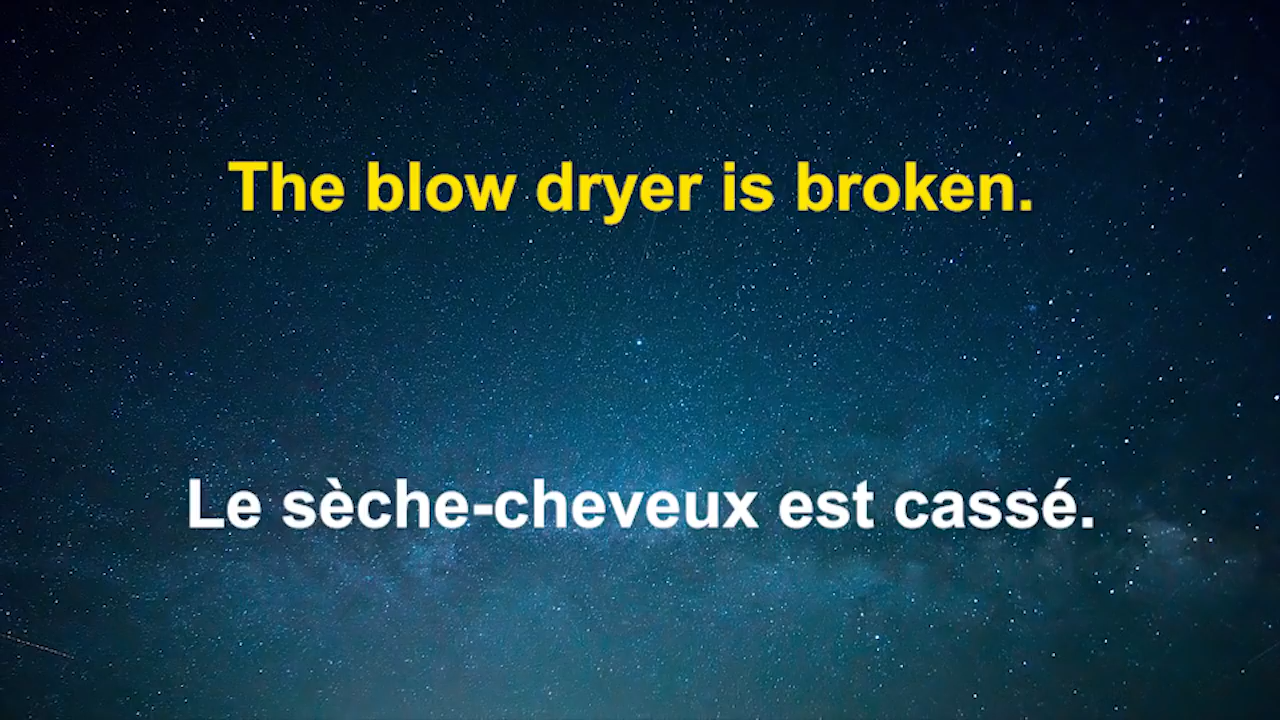 The blow dryer is broken.
Le sèche-cheveux est cassé.